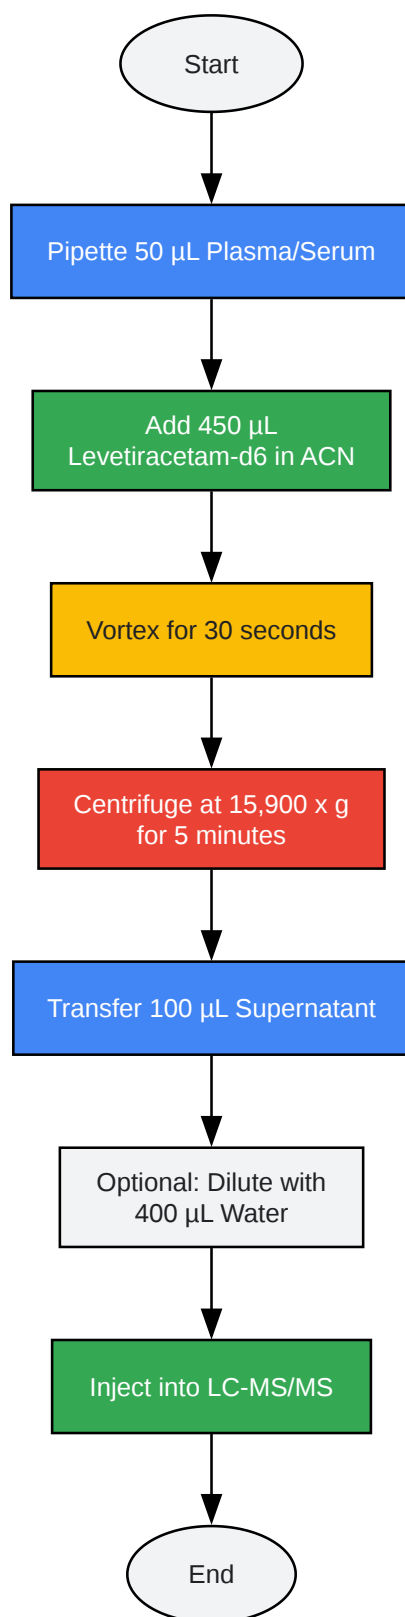 Start
Pipette 50 µL Plasma/Serum
Add 450 µL
Levetiracetam-d6 in ACN
Vortex for 30 seconds
Centrifuge at 15,900 x g
for 5 minutes
Transfer 100 µL Supernatant
Optional: Dilute with
400 µL Water
Inject into LC-MS/MS
End